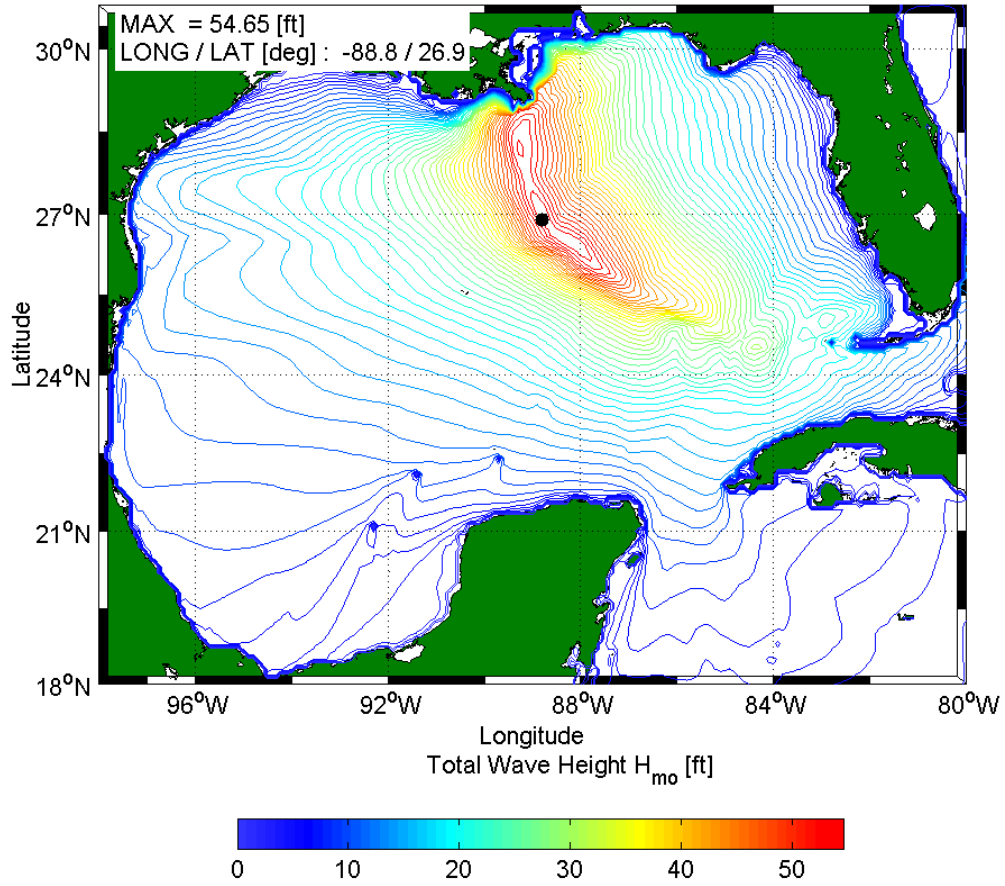 MAX = 54.65 [ft]
LONG / LAT [deg] : -88.8 / 26.9
30°N
27°N
24°N
21°N
18°N
Latitude
96°W 92°W 88°W 84°W 80°W
Longitude
Total Wave Height Hmo [ft]
0 10 20 30 40 50